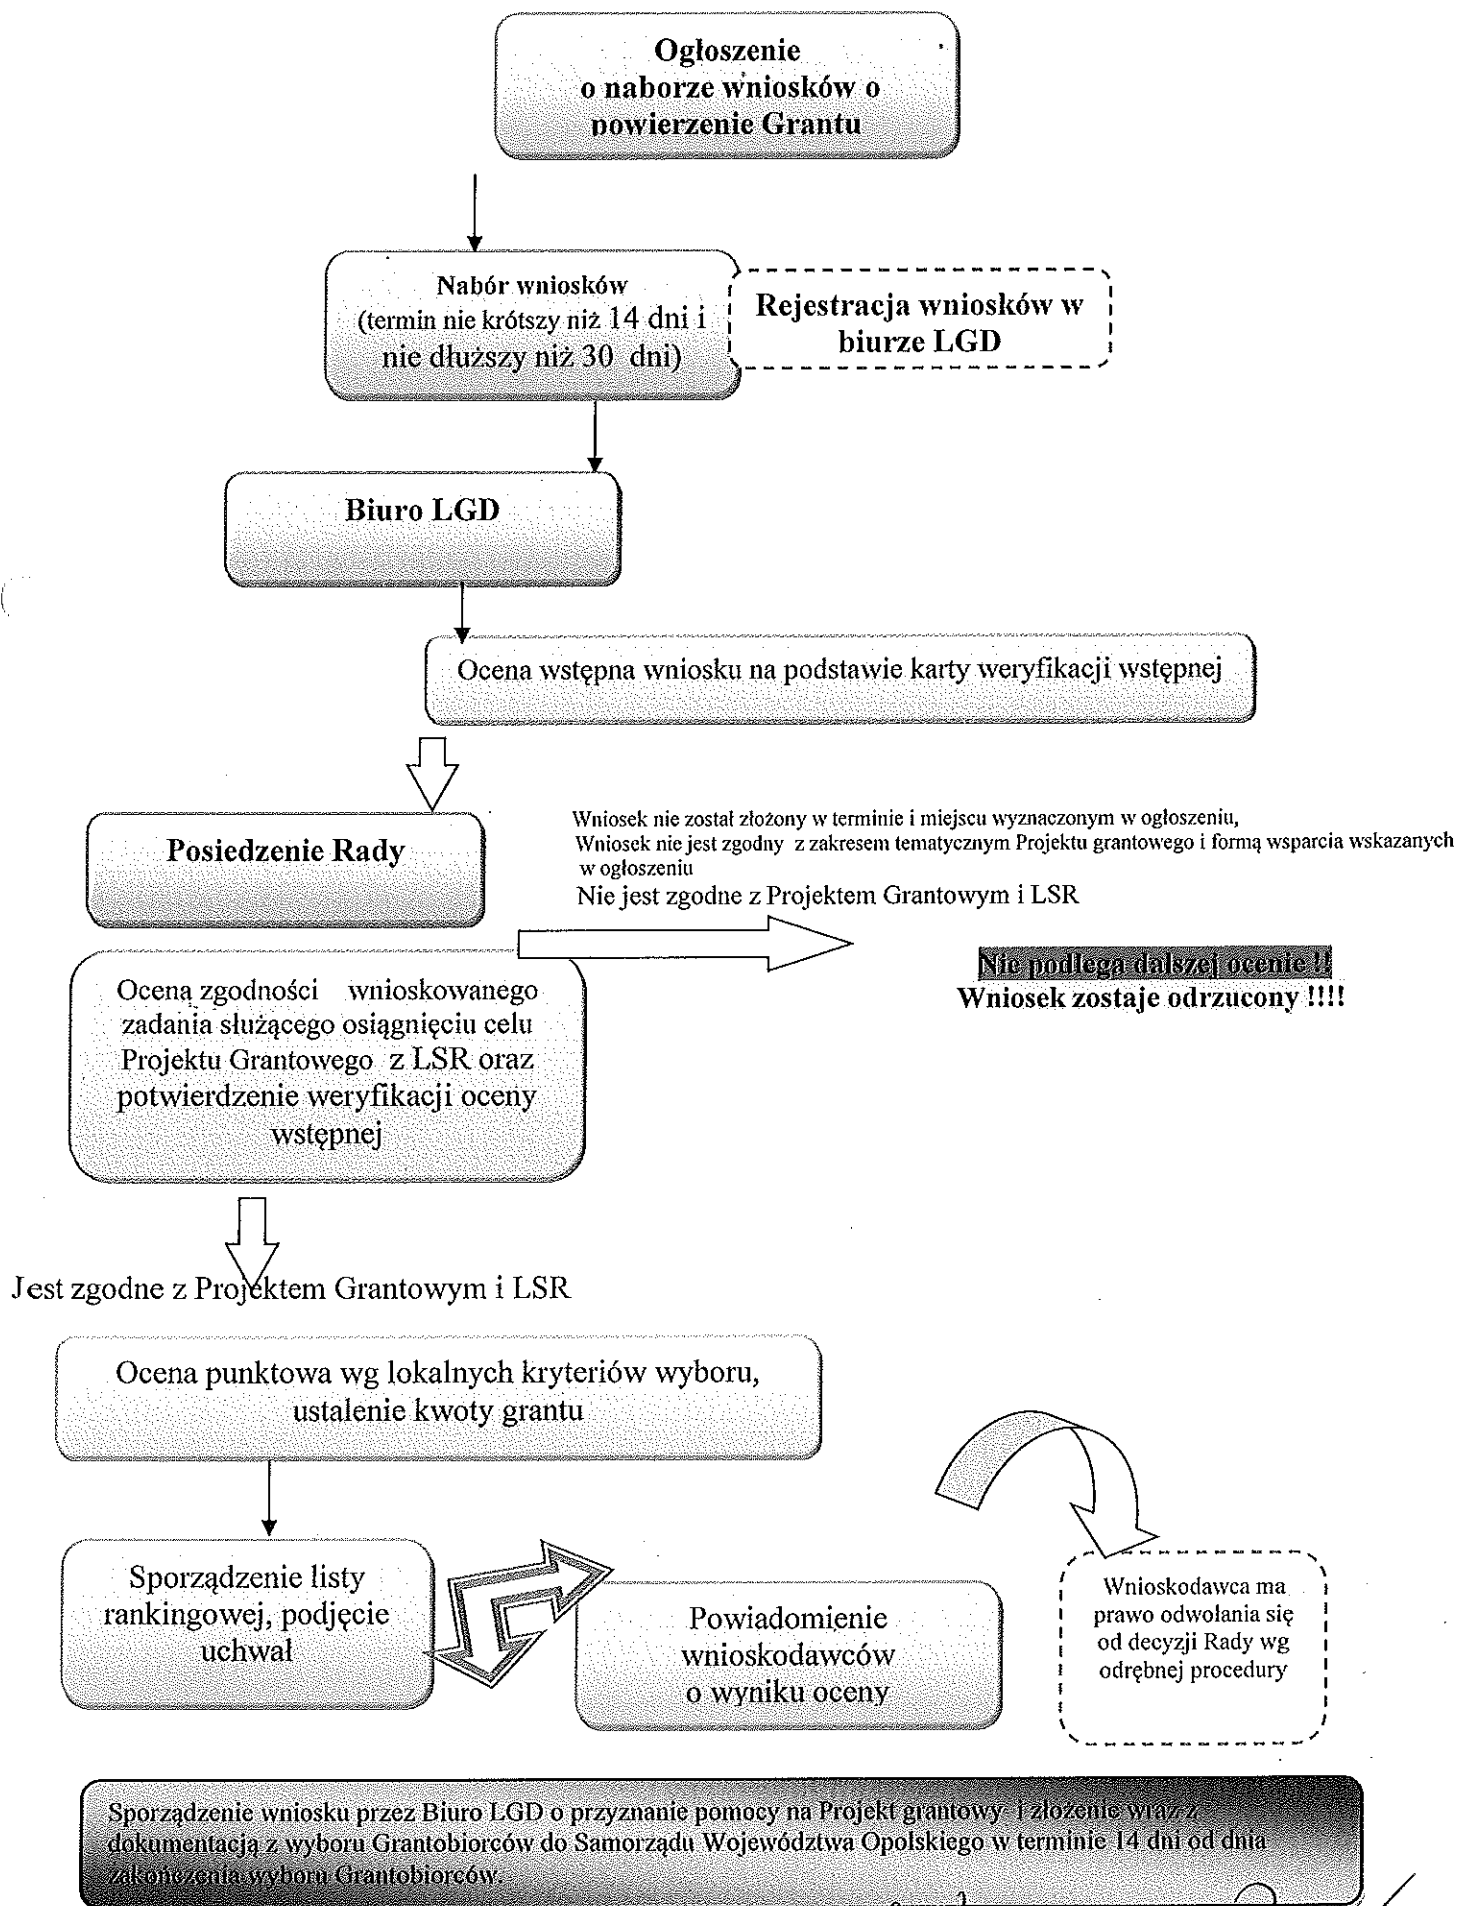 Ogłoszenie
o naborze wniosków o
powierzenie Grantu
Nabór wniosków
(termin nie krótszy niż 14 dni i
nie dłuższy niż 30 dni)
Rejestracja wniosków w
biurze LGD
Biuro LGD
Ocena wstępna wniosku na podstawie karty weryfikacji wstępnej
Posiedzenie Rady
Wniosek nie został złożony w terminie i miejscu wyznaczonym w ogłoszeniu,
Wniosek nie jest zgodny z zakresem tematycznym Projektu grantowego i formą wsparcia wskazanych
w ogłoszeniu
Nie jest zgodne z Projektem Grantowym i LSR
Nie podlega dalszej ocenie !!
Wniosek zostaje odrzucony !!!!
Ocena zgodności wnioskowanego
zadania służącego osiągnięciu celu
Projektu Grantowego z LSR oraz
potwierdzenie weryfikacji oceny
wstępnej
Jest zgodne z Projektem Grantowym i LSR
Ocena punktowa wg lokalnych kryteriów wyboru,
ustalenie kwoty grantu
Sporządzenie listy
rankingowej, podjęcie
uchwał
Powiadomienie
wnioskodawców
o wyniku oceny
Wnioskodawca ma
prawo odwołania się
od decyzji Rady wg
odrębnej procedury
Sporządzenie wniosku przez Biuro LGD o przyznanie pomocy na Projekt grantowy i złożenie wraz z
dokumentacją z wyboru Grantobiorców do Samorządu Województwa Opolskiego w terminie 14 dni od dnia
zakończenia wyboru Grantobiorców.